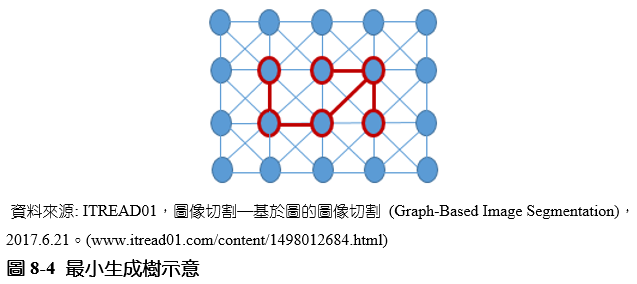 資料來源: ITREAD01，圖像切割—基於圖的圖像切割 (Graph-Based Image Segmentation)，
2017.6.21。(www.itread01.com/content/1498012684.html)
圖 8-4 最小生成樹示意